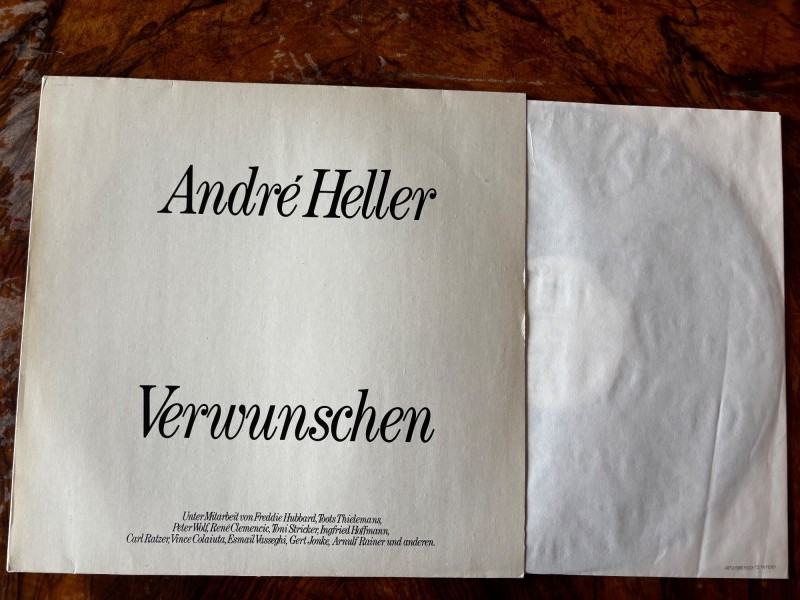 André Heller
Verwunschen
Unter Mitarbeit von Freddie Hubbard, Toots Thielemans,
Peter Wolf, René Clemencic, Toni Stricker, Ingfried Hoffmann,
Carl Ratzer, Vince Colaiuta, Esmail Vasseghi, Gert Jonke, Arnulf Rainer und anderen.